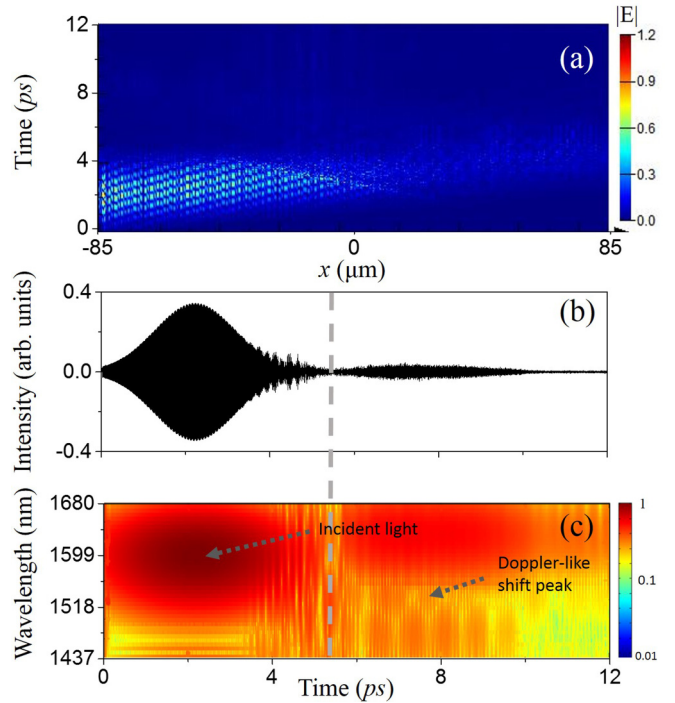 |E|
12
(a)
1.2
8
0.9
Time (ps)
0.6
4
0.3
0
0.0
-85
0
85
x (μm)
0.4
(b)
Intensity (arb. units)
0.0
-0.4
1680
(c)
1
Incident light
Wavelength (nm)
1599
Doppler-like
shift peak
0.1
1518
1437
0.01
0
4
8
12
Time (ps)